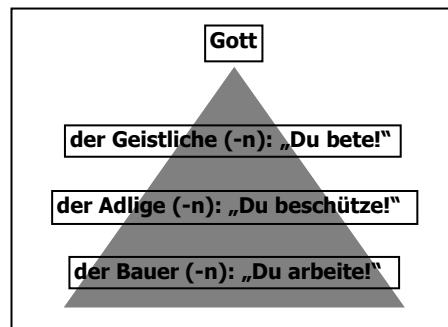 Gott
der Geistliche (-n): „Du bete!“
der Adlige (-n): „Du beschütze!“
der Bauer (-n): „Du arbeite!“